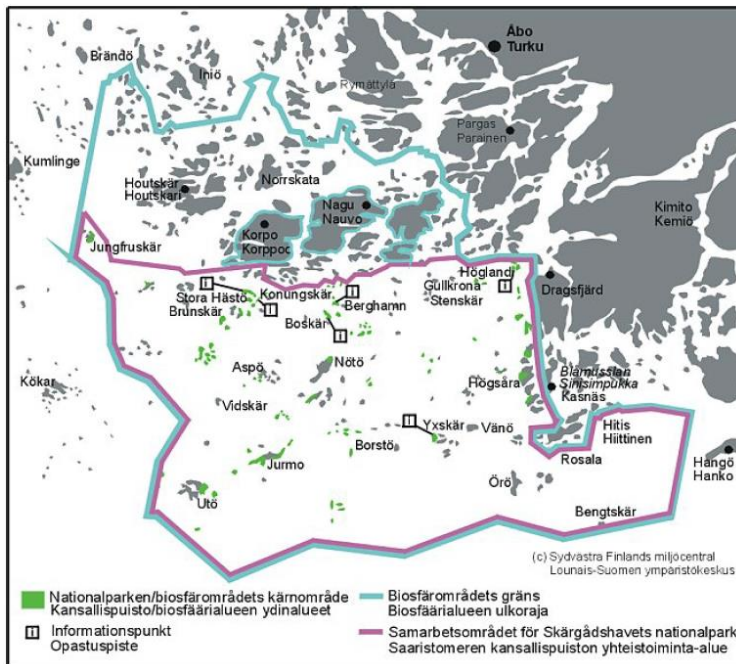 Åbo
Turku
Brändö
Iniö
Rymättylä
Pargas
Parainen
Kumlinge
Houtskär
Houtskari
Norrskata
Nagu
Nauvo
Kimito
Kemiö
Korpo
Korppoo
Jungfruskär
Högland
Gullkrona
Stenskär
Dragsfjärd
i
Stora Hästö
Brunskär
Konungskär
i
Berghamn
i
i
Boskär
i
Kökar
Aspö
Nötö
Högsåra
Blåmusslan
Sinisimpukka
Kasnäs
Vidskär
i
Yxskär
Vänö
Hitis
Hiittinen
Borstö
Rosala
Hangö
Hanko
Jurmo
Utö
Örö
Bengtskär
(c) Sydvästra Finlands miljöcentral
Lounais-Suomen ympäristökeskus
Nationalparken/biosfärområdets kärnområde
Kansallispuisto/biosfäärialueen ydinalueet
i Informationspunkt
Opastuspiste
Biosfärområdets gräns
Biosfäärialueen ulkoraja
Samarbetsområdet för Skärgådshavets nationalpark
Saaristomeren kansallispuiston yhteistoiminta-alue